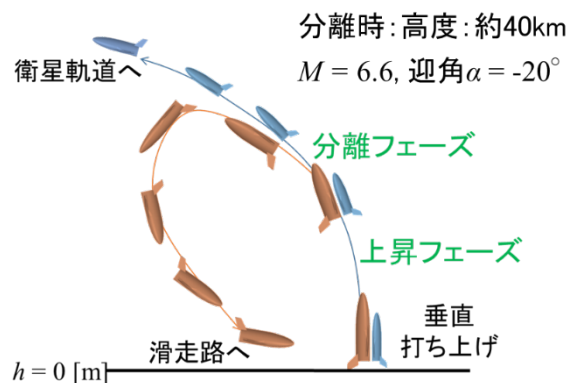 分離時:高度:約40km
M = 6.6, 迎角α = -20°
衛星軌道へ
分離フェーズ
上昇フェーズ
垂直
打ち上げ
滑走路へ
h = 0 [m]